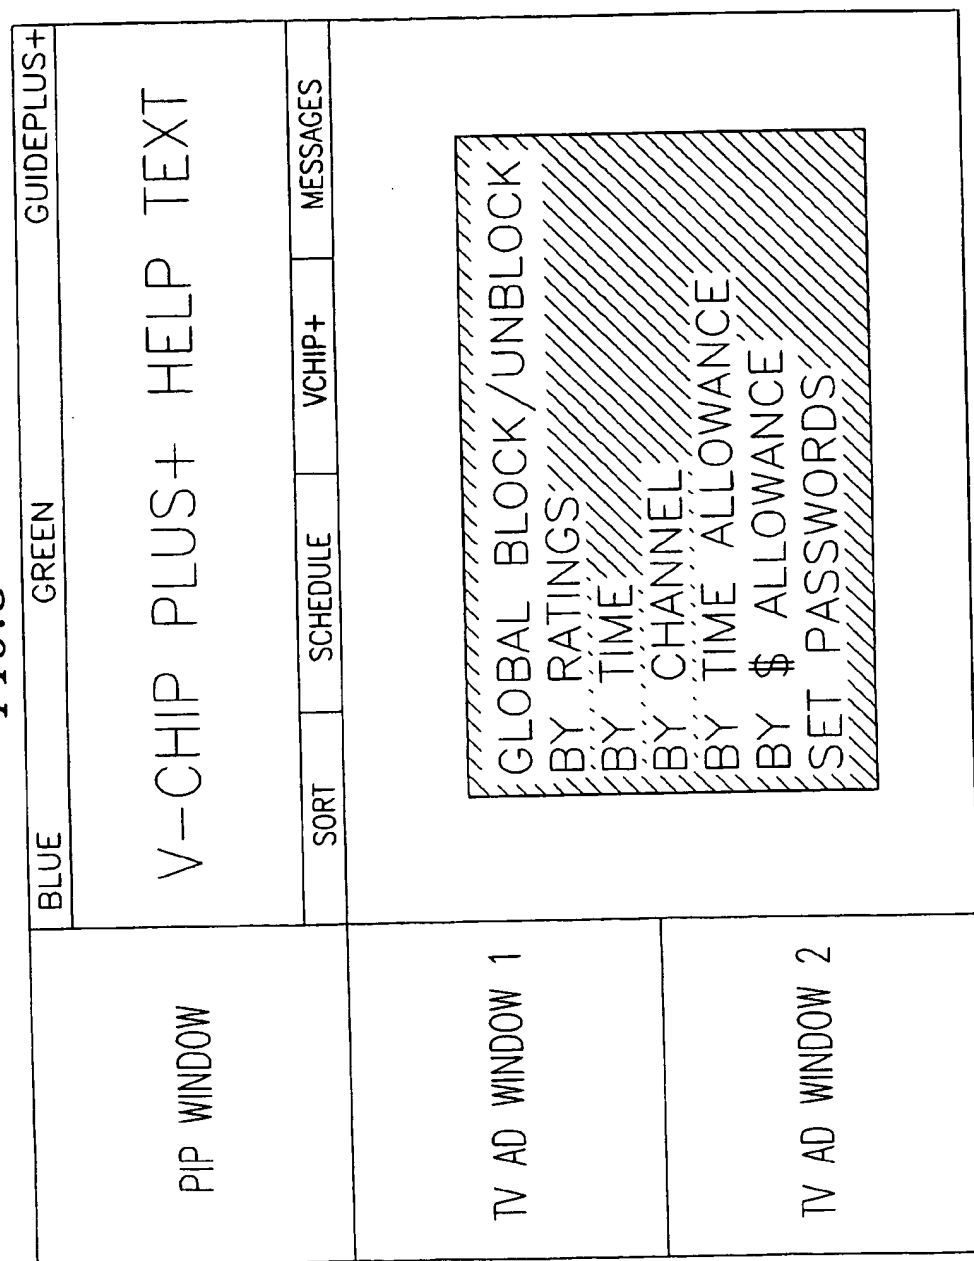 BLUE GREEN GUIDEPLUS+
PIP WINDOW
V-CHIP PLUS+ HELP TEXT
SORT SCHEDULE VCHIP+ MESSAGES
TV AD WINDOW 1
TV AD WINDOW 2
GLOBAL BLOCK/UNBLOCK
BY RATINGS
BY TIME
BY CHANNEL
BY TIME ALLOWANCE
BY $ ALLOWANCE
SET PASSWORDS